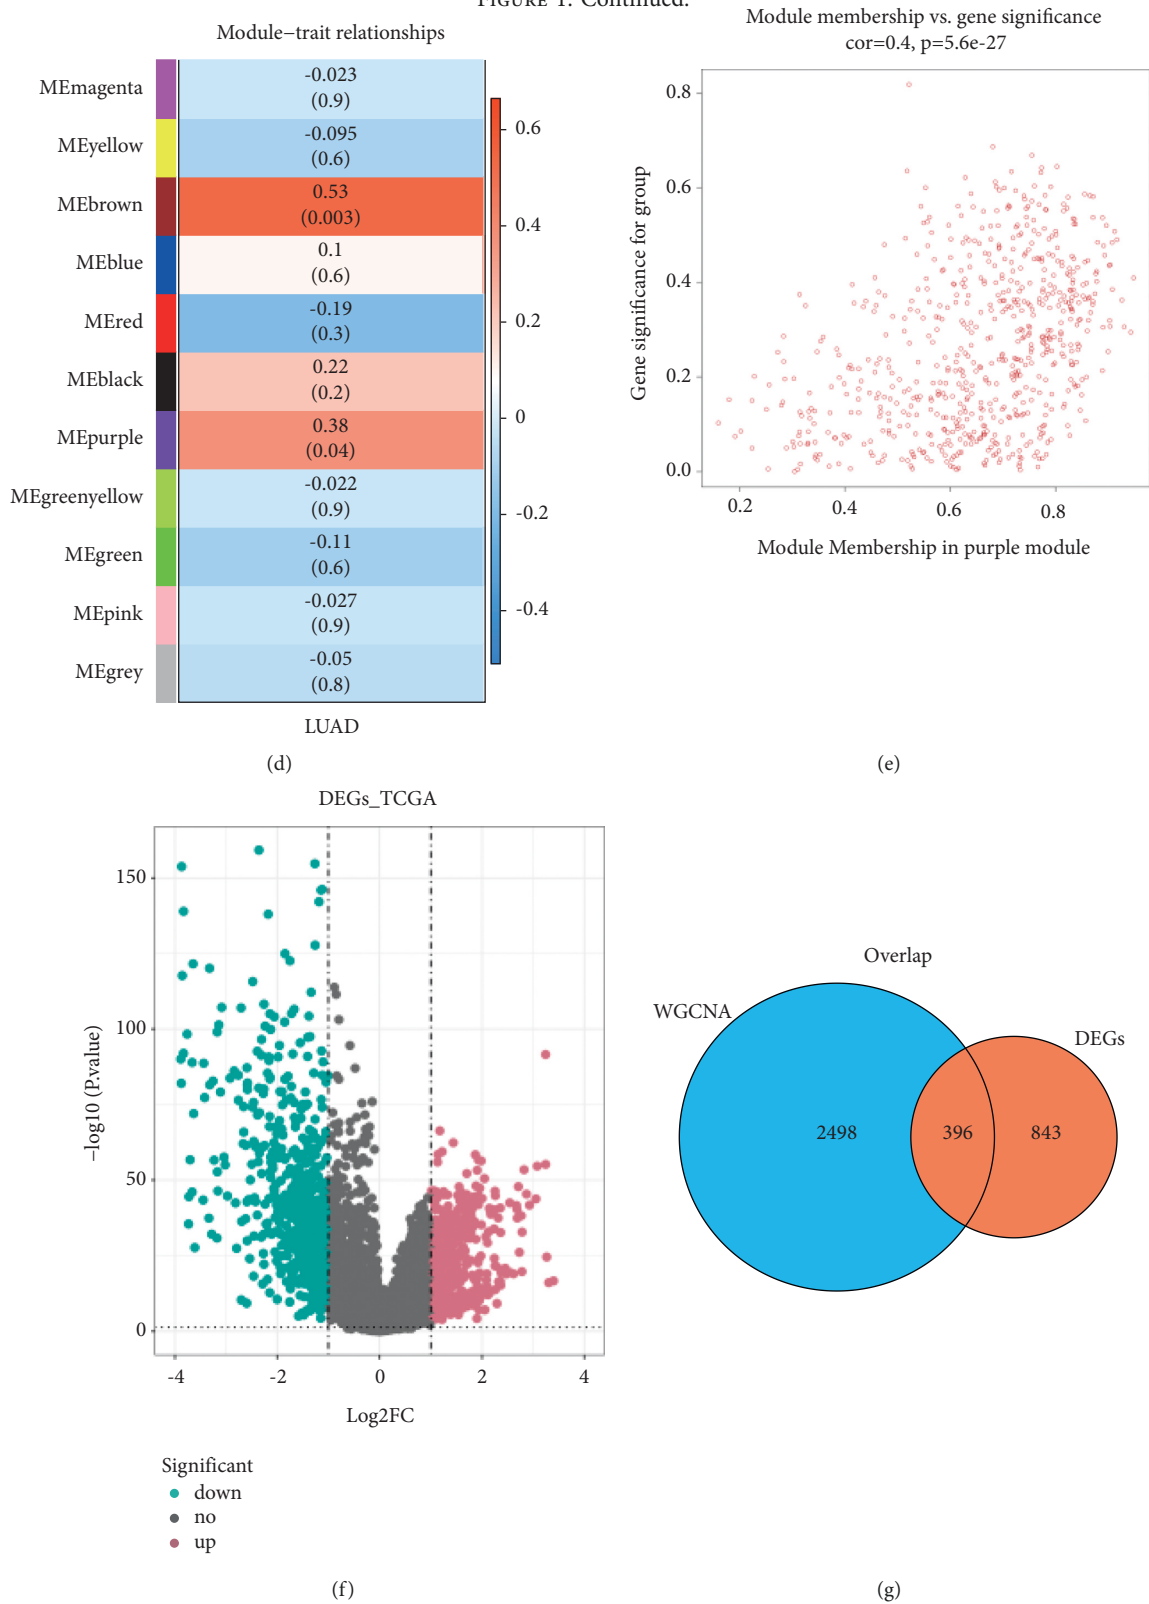 FIGURE 1: Continued.
Module−trait relationships
MEmagenta
-0.023
(0.9)
MEyellow
-0.095
(0.6)
MEbrown
0.53
(0.003)
MEblue
0.1
(0.6)
MEred
-0.19
(0.3)
MEblack
0.22
(0.2)
MEpurple
0.38
(0.04)
MEgreenyellow
-0.022
(0.9)
MEgreen
-0.11
(0.6)
MEpink
-0.027
(0.9)
MEgrey
-0.05
(0.8)
0.6
0.4
0.2
0
-0.2
-0.4
LUAD
(d)
Module membership vs. gene significance
cor=0.4, p=5.6e-27
Gene significance for group
0.8
0.6
0.4
0.2
0.0
0.2 0.4 0.6 0.8
Module Membership in purple module
(e)
DEGs_TCGA
−log10 (P.value)
150
100
50
0
-4 -2 0 2 4
Log2FC
Significant
down
no
up
(f)
Overlap
WGCNA
DEGs
2498 396 843
(g)